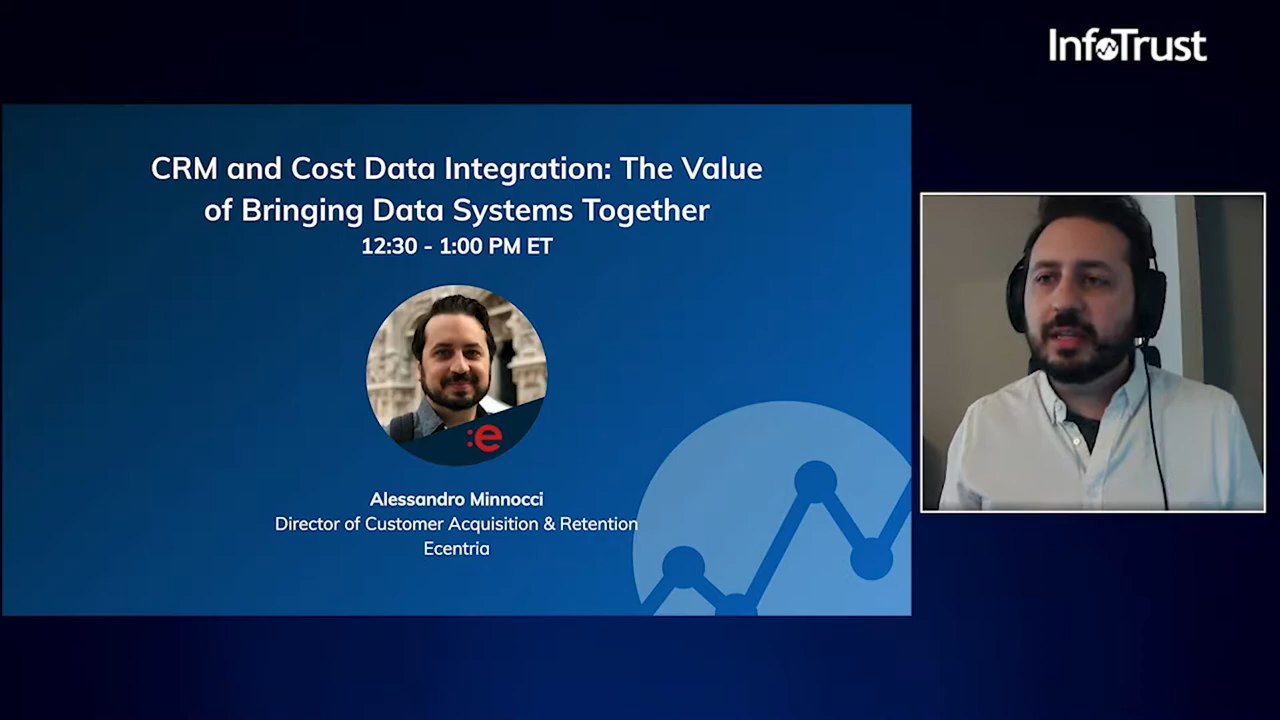 InfoTrust
CRM and Cost Data Integration: The Value
of Bringing Data Systems Together
12:30 - 1:00 PM ET
:e
Alessandro Minnocci
Director of Customer Acquisition & Retention
Ecentria